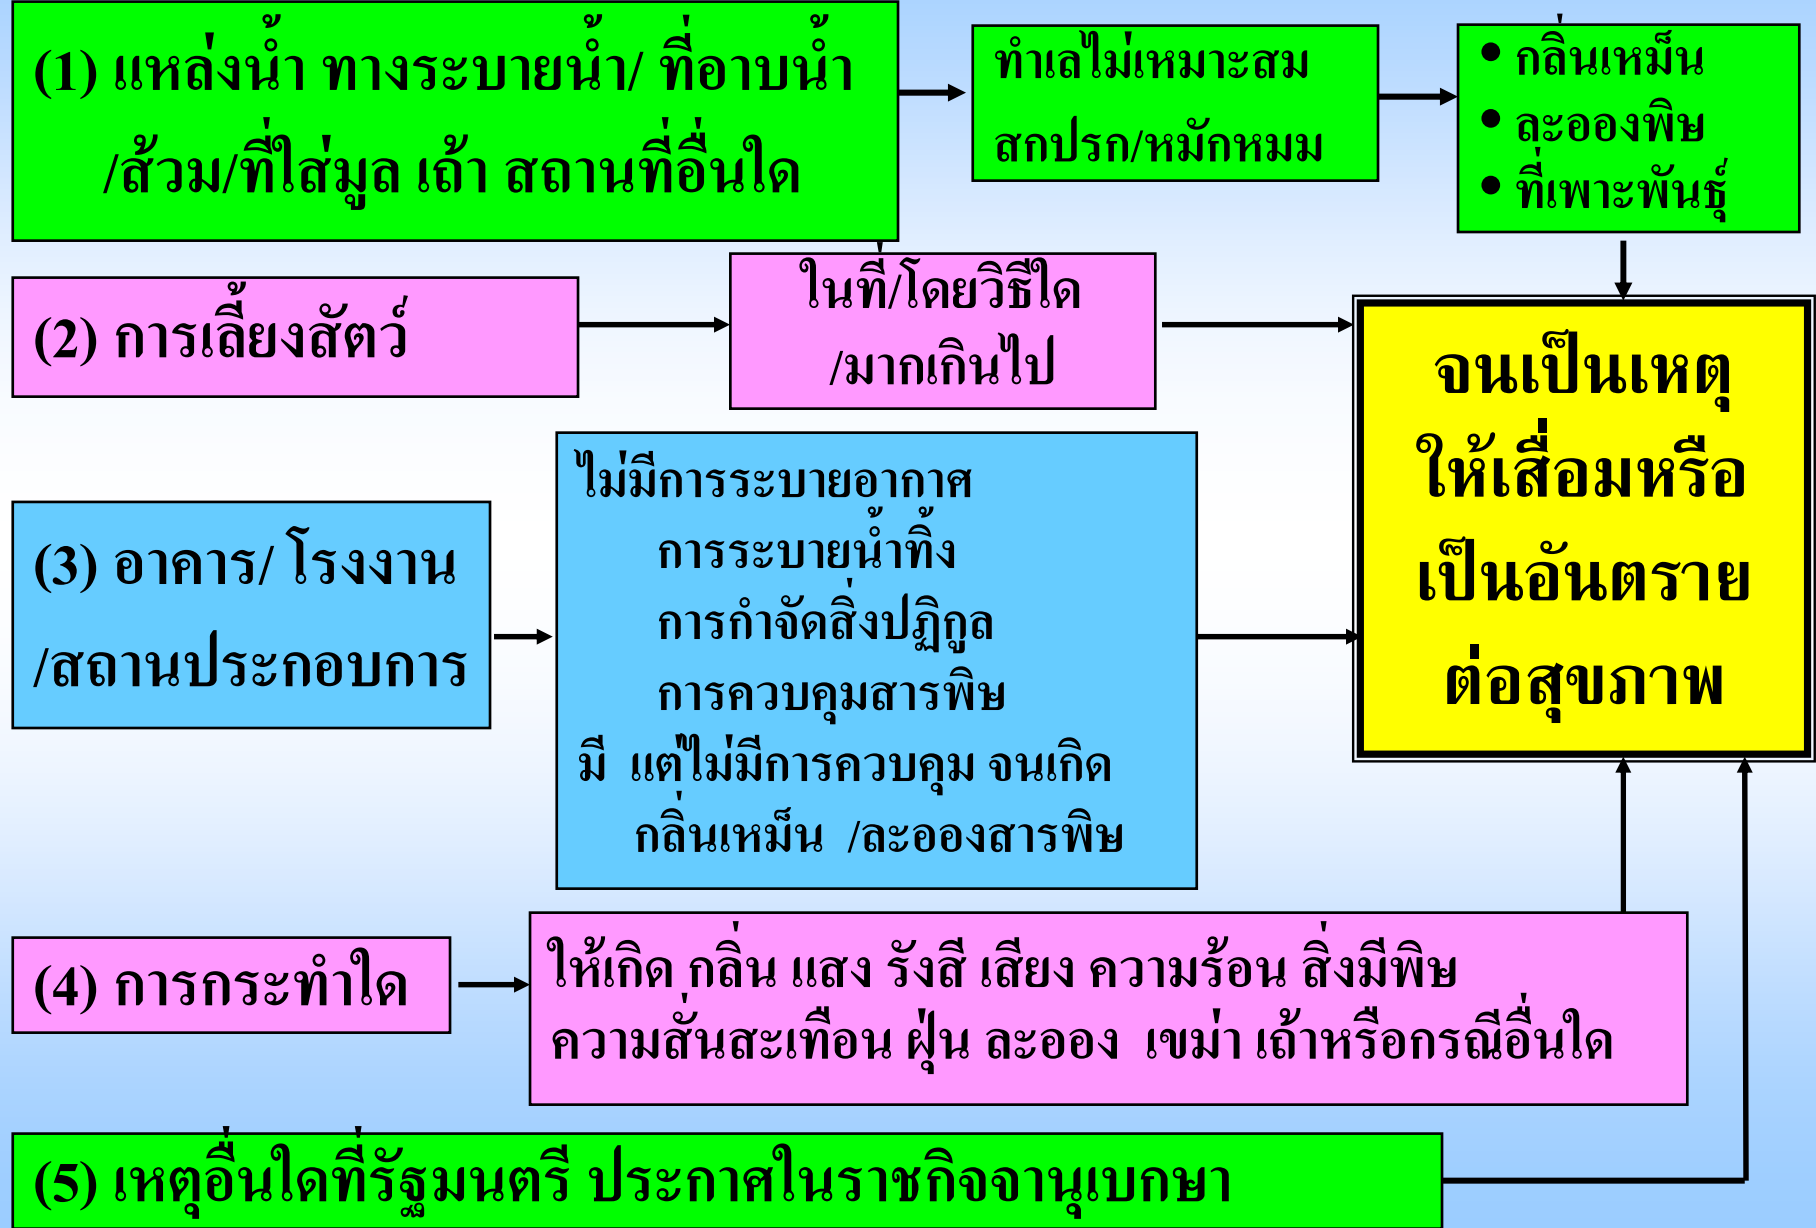 (1) แหล่งน้ำ ทางระบายน้ำ/ ที่อาบน้ำ
/ส้วม/ที่ใส่มูล เถ้า สถานที่อื่นใด
ทำเลไม่เหมาะสม
สกปรก/หมักหมม
• กลิ่นเหม็น
• ละอองพิษ
• ที่เพาะพันธุ์
(2) การเลี้ยงสัตว์
ในที่/โดยวิธีใด
/มากเกินไป
จนเป็นเหตุ
ให้เสื่อมหรือ
เป็นอันตราย
ต่อสุขภาพ
(3) อาคาร/ โรงงาน
/สถานประกอบการ
ไม่มีการระบายอากาศ
การระบายน้ำทิ้ง
การกำจัดสิ่งปฏิกูล
การควบคุมสารพิษ
มี แต่ไม่มีการควบคุม จนเกิด
กลิ่นเหม็น /ละอองสารพิษ
(4) การกระทำใด
ให้เกิด กลิ่น แสง รังสี เสียง ความร้อน สิ่งมีพิษ
ความสั่นสะเทือน ฝุ่น ละออง เขม่า เถ้าหรือกรณีอื่นใด
(5) เหตุอื่นใดที่รัฐมนตรี ประกาศในราชกิจจานุเบกษา